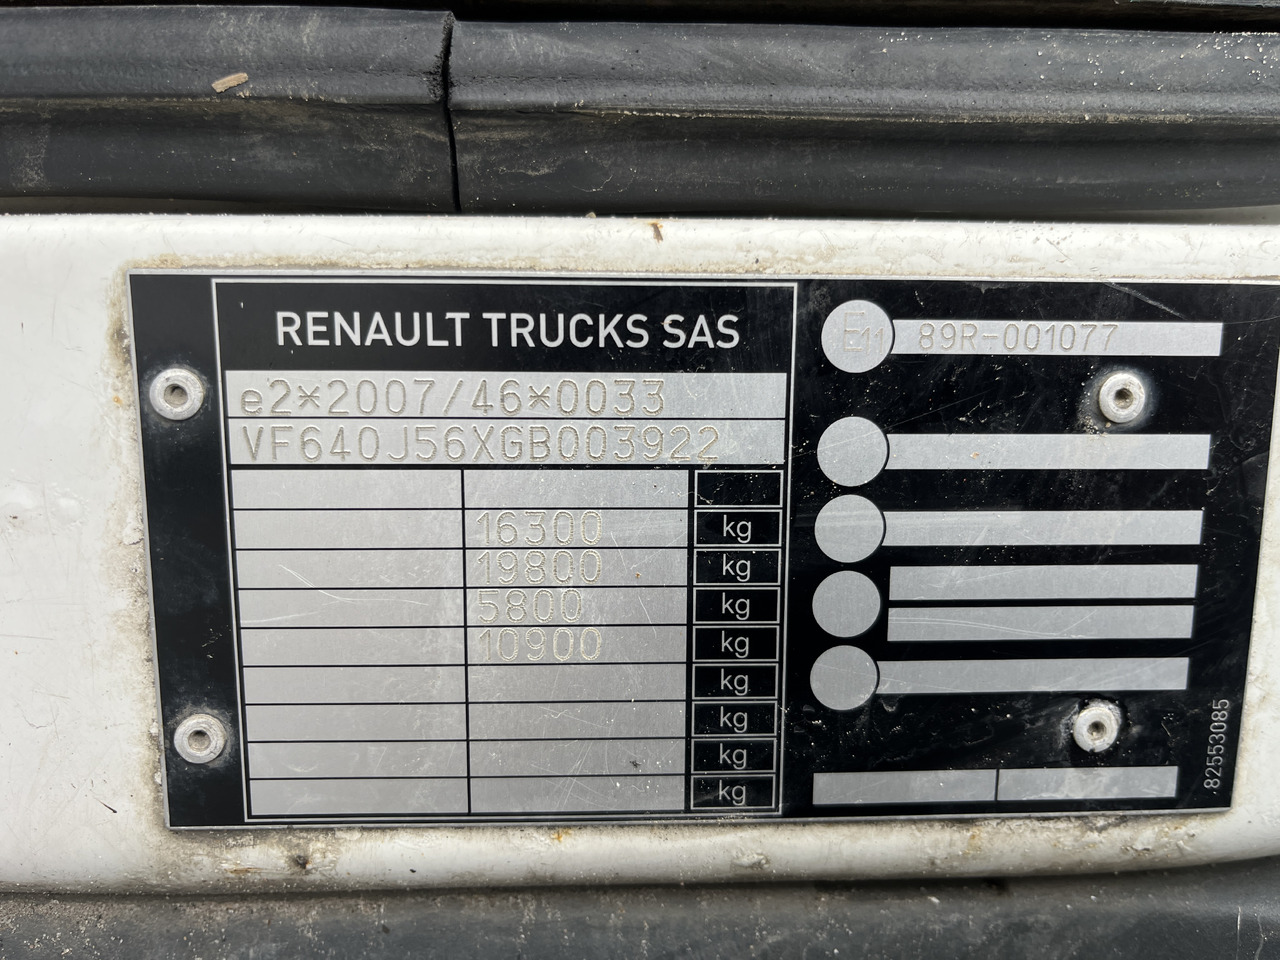 RENAULT TRUCKS SAS
e2*2007/46*0033
VF640J56XGB003922
16300 kg
19800 kg
5800 kg
10900 kg
kg
kg
kg
kg
E11 89R-001077
82553085